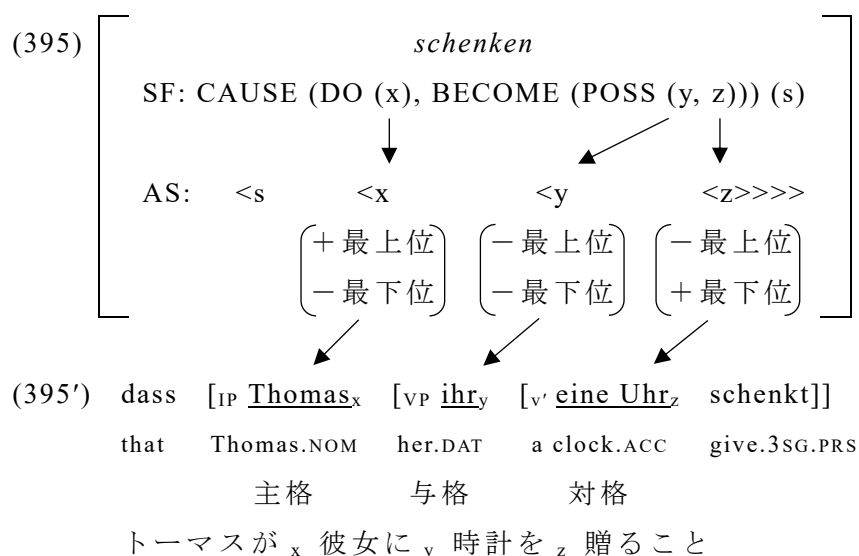 (395) schenken
SF: CAUSE (DO (x), BECOME (POSS (y, z))) (s)
AS: <s <x <y <z>>>>
+最上位 −最上位 −最上位
−最下位 −最下位 +最下位
(395′) dass [IP Thomasx [VP ihry [v′ eine Uhrz schenkt]]
that Thomas.NOM her.DAT a clock.ACC give.3SG.PRS
主格 与格 対格
トーマスが x 彼女に y 時計を z 贈ること